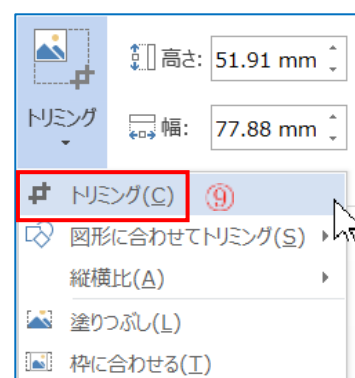 高さ: 51.91 mm
トリミング
幅: 77.88 mm
トリミング(C) ⑨
図形に合わせてトリミング(S)
縦横比(A)
塗りつぶし(L)
枠に合わせる(T)